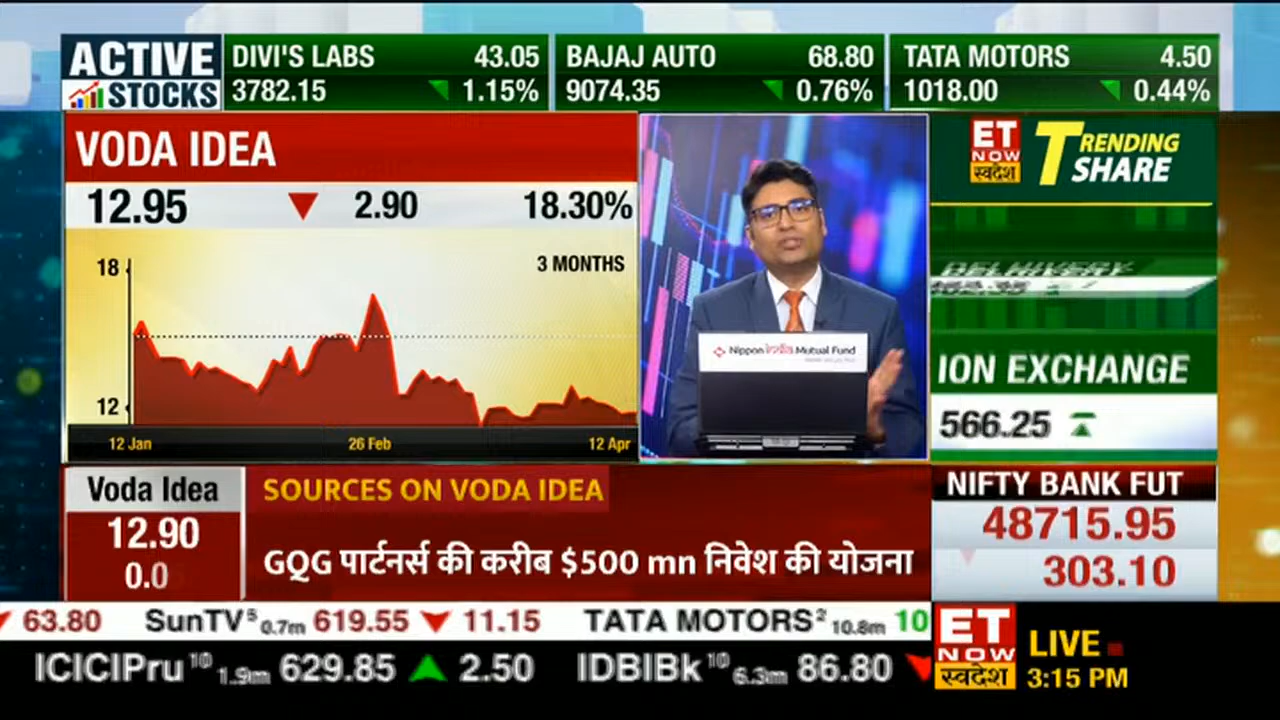 ACTIVE
STOCKS
DIVI'S LABS 43.05
3782.15 1.15%
BAJAJ AUTO 68.80
9074.35 0.76%
TATA MOTORS 4.50
1018.00 0.44%
VODA IDEA
12.95 2.90 18.30%
3 MONTHS
18
12
12 Jan 26 Feb 12 Apr
Nippon india Mutual Fund
ET
NOW
स्वदेश
TRENDING
SHARE
DELHIVERY
ION EXCHANGE
566.25
Voda Idea
12.90
0.0
SOURCES ON VODA IDEA
GQG पार्टनर्स की करीब $500 mn निवेश की योजना
NIFTY BANK FUT
48715.95
303.10
63.80 SunTV 5 0.7m 619.55 11.15 TATA MOTORS 2 10.8m 10
ICICIPru 10 1.9m 629.85 2.50 IDBIBk 10 6.3m 86.80
ET
NOW
स्वदेश
LIVE
3:15 PM